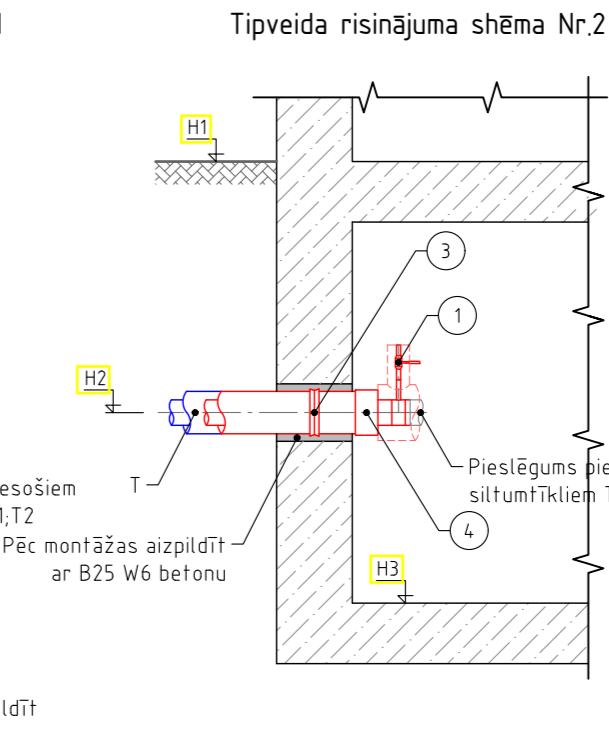 Tipveida risinājuma shēma Nr.2
H1
3
1
H2
T
Pieslēgums
siltumtīkliem
4
T2
Pēc montāžas aizpildīt
ar B25 W6 betonu
H3